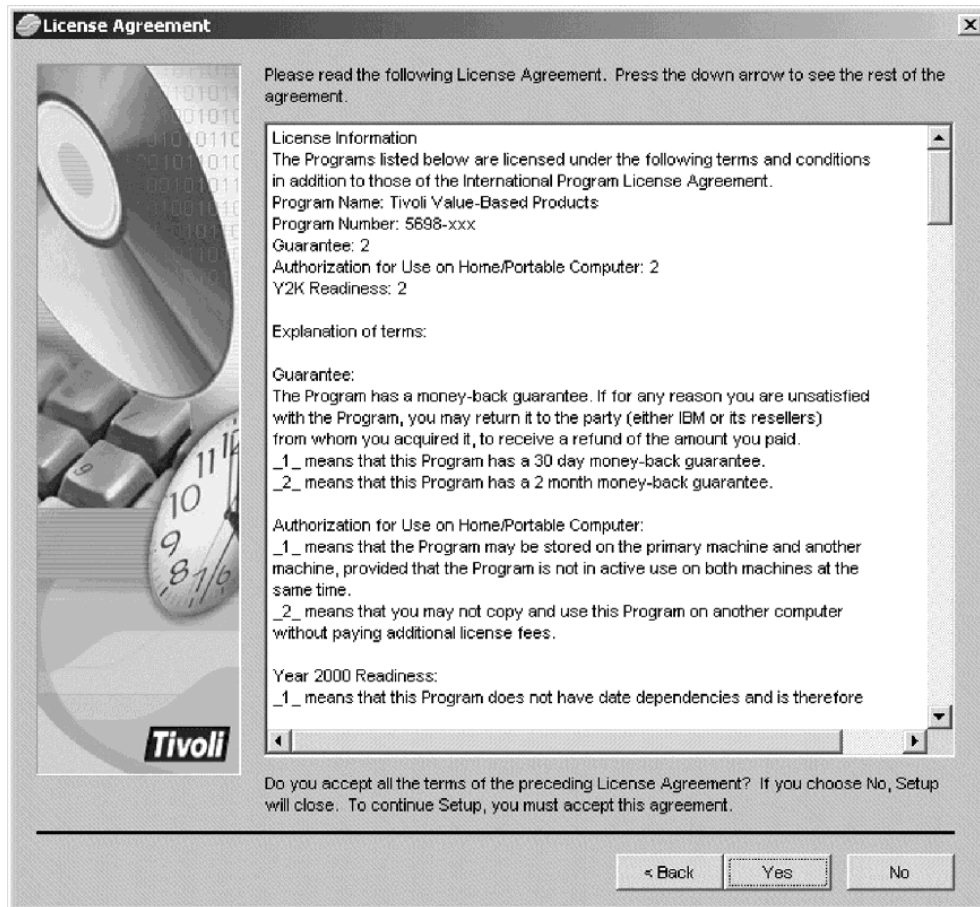 License Agreement
Please read the following License Agreement. Press the down arrow to see the rest of the
agreement.
License Information
The Programs listed below are licensed under the following terms and conditions
in addition to those of the International Program License Agreement.
Program Name: Tivoli Value-Based Products
Program Number: 5698-xxx
Guarantee: 2
Authorization for Use on Home/Portable Computer: 2
Y2K Readiness: 2
Explanation of terms:
Guarantee:
The Program has a money-back guarantee. If for any reason you are unsatisfied
with the Program, you may return it to the party (either IBM or its resellers)
from whom you acquired it, to receive a refund of the amount you paid.
_1_ means that this Program has a 30 day money-back guarantee.
_2_ means that this Program has a 2 month money-back guarantee.
Authorization for Use on Home/Portable Computer:
_1_ means that the Program may be stored on the primary machine and another
machine, provided that the Program is not in active use on both machines at the
same time.
_2_ means that you may not copy and use this Program on another computer
without paying additional license fees.
Year 2000 Readiness:
_1_ means that this Program does not have date dependencies and is therefore
11 12
10
9
8 7 6
Tivoli
Do you accept all the terms of the preceding License Agreement? If you choose No, Setup
will close. To continue Setup, you must accept this agreement.
< Back
Yes
No